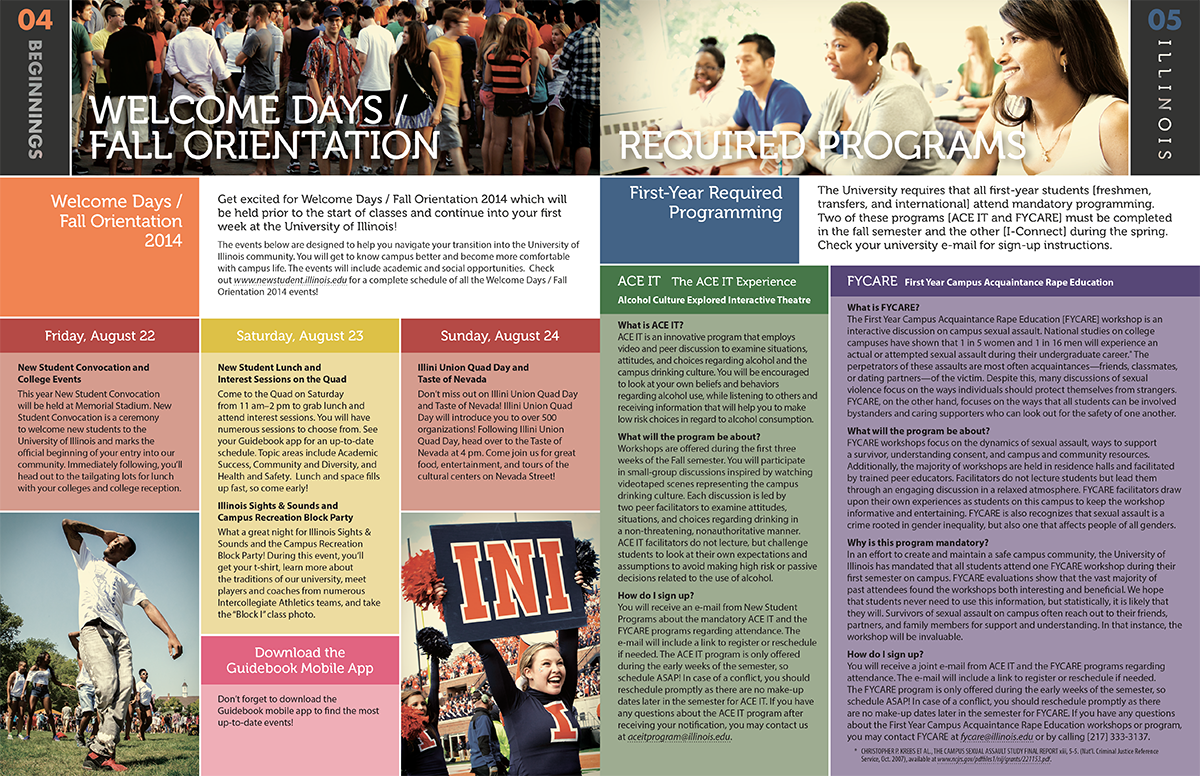 04
BEGINNINGS
WELCOME DAYS /
FALL ORIENTATION
Welcome Days /
Fall Orientation
2014
Get excited for Welcome Days / Fall Orientation 2014 which will
be held prior to the start of classes and continue into your first
week at the University of Illinois!
The events below are designed to help you navigate your transition into the University of
Illinois community. You will get to know campus better and become more comfortable
with campus life. The events will include academic and social opportunities. Check
out www.newstudent.illinois.edu for a complete schedule of all the Welcome Days / Fall
Orientation 2014 events!
Friday, August 22
New Student Convocation and
College Events
This year New Student Convocation
will be held at Memorial Stadium. New
Student Convocation is a ceremony
to welcome new students to the
University of Illinois and marks the
official beginning of your entry into our
community. Immediately following, you'll
head out to the tailgating lots for lunch
with your colleges and college reception.
Saturday, August 23
New Student Lunch and
Interest Sessions on the Quad
Come to the Quad on Saturday
from 11 am–2 pm to grab lunch and
attend interest sessions. You will have
numerous sessions to choose from. See
your Guidebook app for an up-to-date
schedule. Topic areas include Academic
Success, Community and Diversity, and
Health and Safety. Lunch and space fills
up fast, so come early!
Illinois Sights & Sounds and
Campus Recreation Block Party
What a great night for Illinois Sights &
Sounds and the Campus Recreation
Block Party! During this event, you'll
get your t-shirt, learn more about
the traditions of our university, meet
players and coaches from numerous
Intercollegiate Athletics teams, and take
the "Block I" class photo.
Download the
Guidebook Mobile App
Don't forget to download the
Guidebook mobile app to find the most
up-to-date events!
Sunday, August 24
Illini Union Quad Day and
Taste of Nevada
Don't miss out on Illini Union Quad Day
and Taste of Nevada! Illini Union Quad
Day will introduce you to over 500
organizations! Following Illini Union
Quad Day, head over to the Taste of
Nevada at 4 pm. Come join us for great
food, entertainment, and tours of the
cultural centers on Nevada Street!
INI
I
05
ILLINOIS
REQUIRED PROGRAMS
First-Year Required
Programming
The University requires that all first-year students [freshmen,
transfers, and international] attend mandatory programming.
Two of these programs [ACE IT and FYCARE] must be completed
in the fall semester and the other [I-Connect] during the spring.
Check your university e-mail for sign-up instructions.
ACE IT The ACE IT Experience
Alcohol Culture Explored Interactive Theatre
What is ACE IT?
ACE IT is an innovative program that employs
video and peer discussion to examine situations,
attitudes, and choices regarding alcohol and the
campus drinking culture. You will be encouraged
to look at your own beliefs and behaviors
regarding alcohol use, while listening to others and
receiving information that will help you to make
low risk choices in regard to alcohol consumption.
What will the program be about?
Workshops are offered during the first three
weeks of the Fall semester. You will participate
in small-group discussions inspired by watching
videotaped scenes representing the campus
drinking culture. Each discussion is led by
two peer facilitators to examine attitudes,
situations, and choices regarding drinking in
a non-threatening, nonauthoritative manner.
ACE IT facilitators do not lecture, but challenge
students to look at their own expectations and
assumptions to avoid making high risk or passive
decisions related to the use of alcohol.
How do I sign up?
You will receive an e-mail from New Student
Programs about the mandatory ACE IT and the
FYCARE programs regarding attendance. The
e-mail will include a link to register or reschedule
if needed. The ACE IT program is only offered
during the early weeks of the semester, so
schedule ASAP! In case of a conflict, you should
reschedule promptly as there are no make-up
dates later in the semester for ACE IT. If you have
any questions about the ACE IT program after
receiving your notification, you may contact us
at aceitprogram@illinois.edu.
FYCARE First Year Campus Acquaintance Rape Education
What is FYCARE?
The First Year Campus Acquaintance Rape Education [FYCARE] workshop is an
interactive discussion on campus sexual assault. National studies on college
campuses have shown that 1 in 5 women and 1 in 16 men will experience an
actual or attempted sexual assault during their undergraduate career.* The
perpetrators of these assaults are most often acquaintances—friends, classmates,
or dating partners—of the victim. Despite this, many discussions of sexual
violence focus on the ways individuals should protect themselves from strangers.
FYCARE, on the other hand, focuses on the ways that all students can be involved
bystanders and caring supporters who can look out for the safety of one another.
What will the program be about?
FYCARE workshops focus on the dynamics of sexual assault, ways to support
a survivor, understanding consent, and campus and community resources.
Additionally, the majority of workshops are held in residence halls and facilitated
by trained peer educators. Facilitators do not lecture students but lead them
through an engaging discussion in a relaxed atmosphere. FYCARE facilitators draw
upon their own experiences as students on this campus to keep the workshop
informative and entertaining. FYCARE is also recognizes that sexual assault is a
crime rooted in gender inequality, but also one that affects people of all genders.
Why is this program mandatory?
In an effort to create and maintain a safe campus community, the University of
Illinois has mandated that all students attend one FYCARE workshop during their
first semester on campus. FYCARE evaluations show that the vast majority of
past attendees found the workshops both interesting and beneficial. We hope
that students never need to use this information, but statistically, it is likely that
they will. Survivors of sexual assault on campus often reach out to their friends,
partners, and family members for support and understanding. In that instance, the
workshop will be invaluable.
How do I sign up?
You will receive a joint e-mail from ACE IT and the FYCARE programs regarding
attendance. The e-mail will include a link to register or reschedule if needed.
The FYCARE program is only offered during the early weeks of the semester, so
schedule ASAP! In case of a conflict, you should reschedule promptly as there
are no make-up dates later in the semester for FYCARE. If you have any questions
about the First Year Campus Acquaintance Rape Education workshops or program,
you may contact FYCARE at fycare@illinois.edu or by calling [217] 333-3137.
* CHRISTOPHER P. KREBS ET AL., THE CAMPUS SEXUAL ASSAULT STUDY FINAL REPORT xiii, 5-5. (Nat'l. Criminal Justice Reference
Service, Oct. 2007), available at www.ncjrs.gov/pdffiles1/nij/grants/221153.pdf.